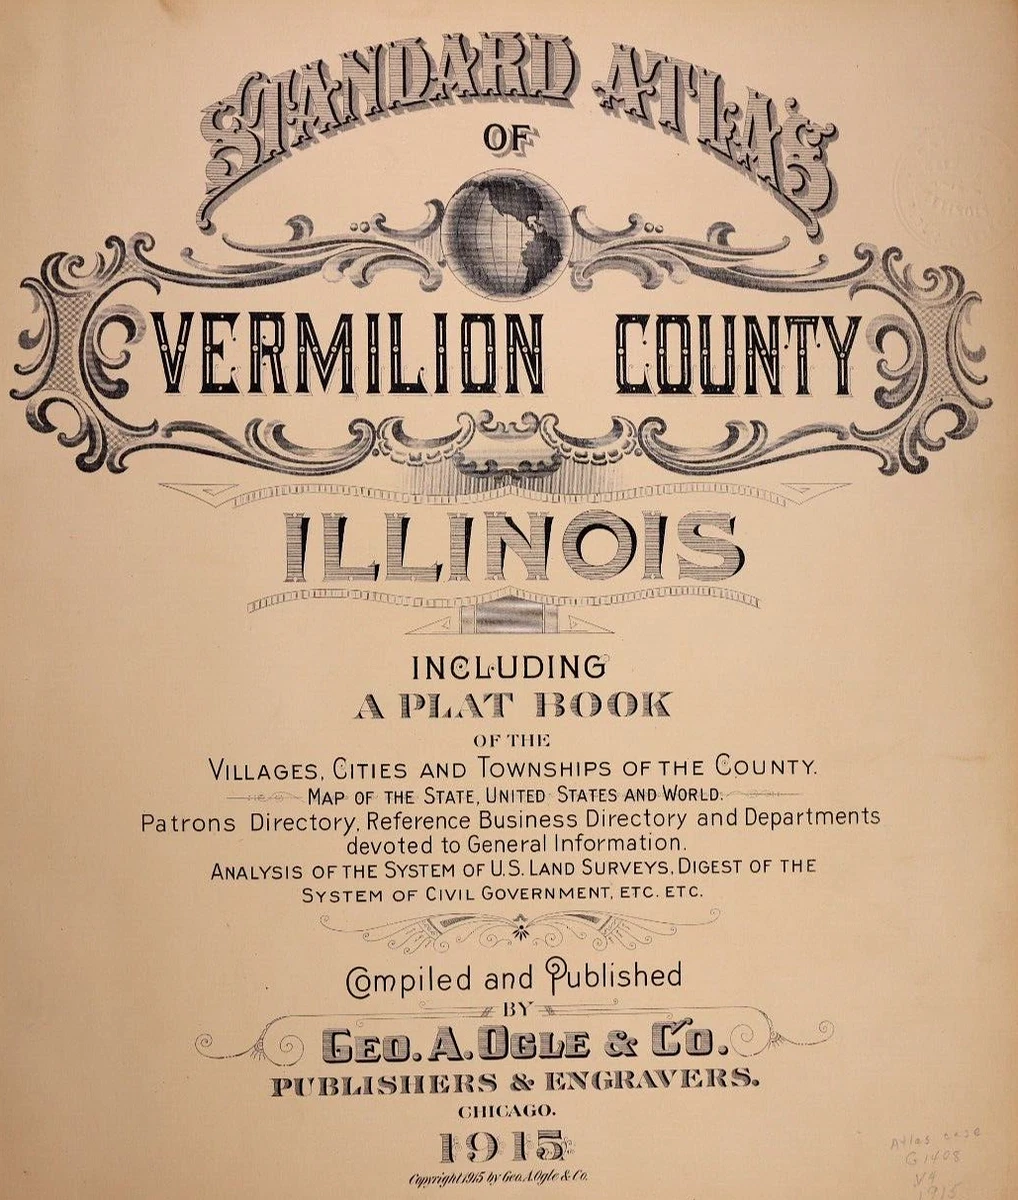 STANDARD ATLAS
OF
VERMILION COUNTY
ILLINOIS
INCLUDING
A PLAT BOOK
OF THE
VILLAGES, CITIES AND TOWNSHIPS OF THE COUNTY.
MAP OF THE STATE, UNITED STATES AND WORLD.
Patrons Directory, Reference Business Directory and Departments
devoted to General Information.
ANALYSIS OF THE SYSTEM OF U.S. LAND SURVEYS, DIGEST OF THE
SYSTEM OF CIVIL GOVERNMENT, ETC. ETC.
Compiled and Published
BY
GEO. A. OGLE & CO.
PUBLISHERS & ENGRAVERS.
CHICAGO.
1915
Copyright 1915 by Geo. A. Ogle & Co.
Atlas case
G1408
V4
1915